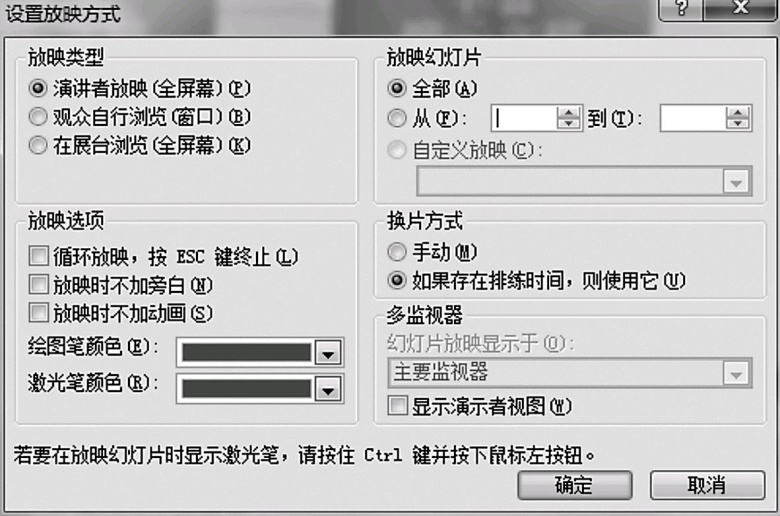 设置放映方式
放映类型
演讲者放映(全屏幕)(P)
观众自行浏览(窗口)(B)
在展台浏览(全屏幕)(K)
放映幻灯片
全部(A)
从(F): 到(T):
自定义放映(C):
放映选项
循环放映，按 ESC 键终止(L)
放映时不加旁白(N)
放映时不加动画(S)
绘图笔颜色(E):
激光笔颜色(R):
换片方式
手动(M)
如果存在排练时间，则使用它(U)
多监视器
幻灯片放映显示于(O):
主要监视器
显示演示者视图(W)
若要在放映幻灯片时显示激光笔，请按住 Ctrl 键并按下鼠标左按钮。
确定 取消